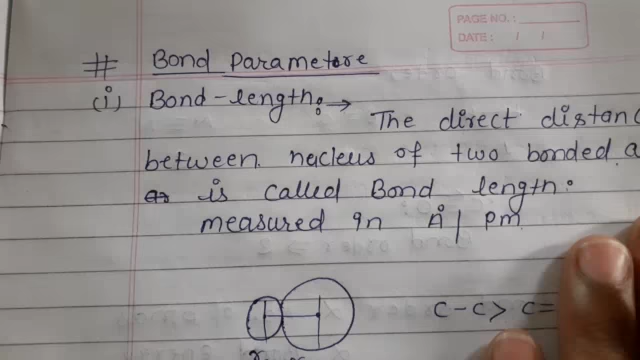 PAGE NO.:
DATE: / /
# Bond Parametere
(i) Bond-length:→ The direct distan
between nucleus of two bonded a
is called Bond length:
measured in Å | pm
C-C > C=